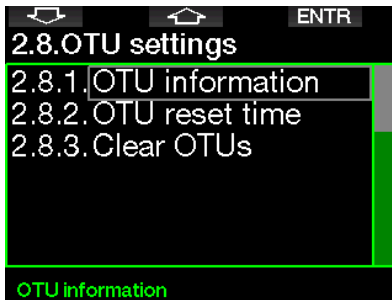 ENTR
2.8.OTU settings
2.8.1.OTU information
2.8.2.OTU reset time
2.8.3.Clear OTUs
OTU information